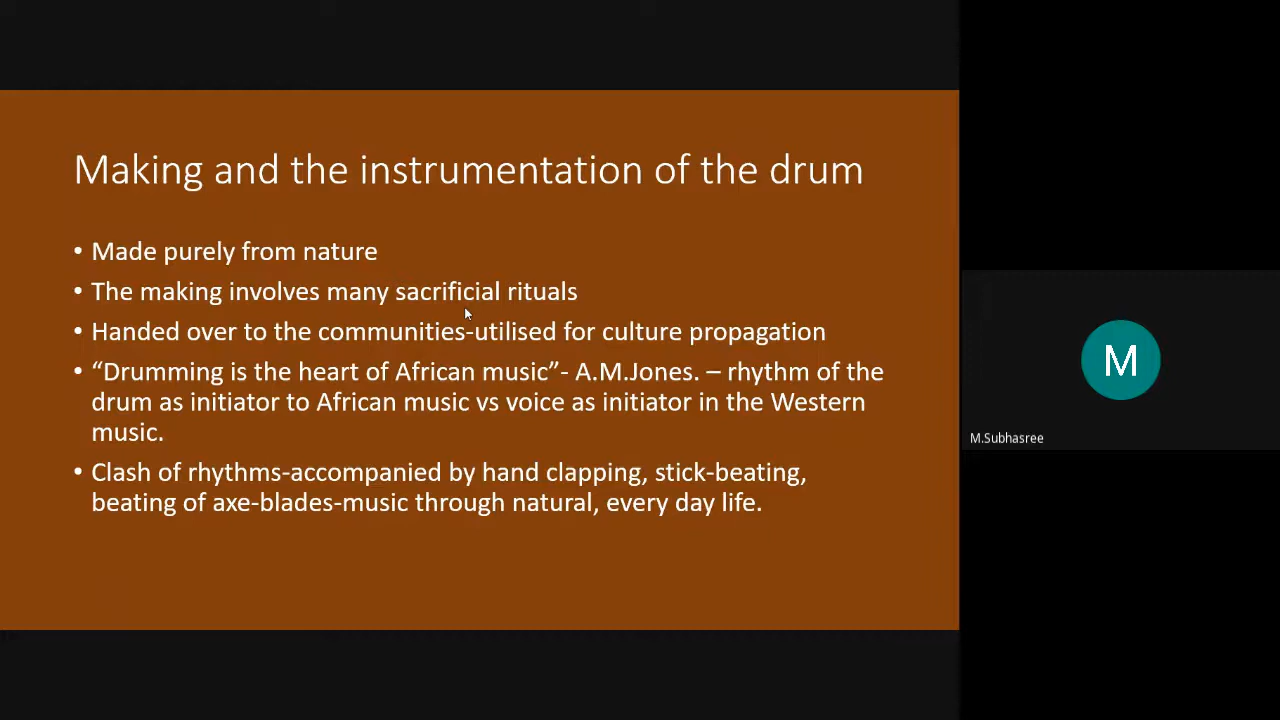 Making and the instrumentation of the drum
• Made purely from nature
• The making involves many sacrificial rituals
• Handed over to the communities-utilised for culture propagation
• “Drumming is the heart of African music”- A.M.Jones. – rhythm of the
drum as initiator to African music vs voice as initiator in the Western
music.
• Clash of rhythms-accompanied by hand clapping, stick-beating,
beating of axe-blades-music through natural, every day life.
M
M.Subhasree